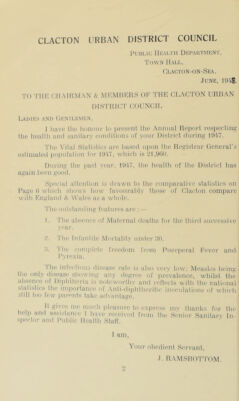 CLACTON URBAN DISTRICT COUNCIL
PUBLIC HEALTH DEPARTMENT,
TOWN HALL,
CLACTON-ON-SEA.
JUNE, 1948.
TO THE CHAIRMAN & MEMBERS OF THE CLACTON URBAN
DISTRICT COUNCIL.
LADIES AND GENTLEMEN,
I have the honour to present the Annual Report respecting
the health and sanitary conditions of your District during 1947.
The Vital Statistics are based upon the Registrar General's
estimated population for 1947, which is 21,960.
During the past year, 1947, the health of the District has
again been good.
Special attention is drawn to the comparative statistics on
Page 6 which shows how favourably those of Clacton compare
with England & Wales as a whole.
The outstanding features are :—
1. The absence of Maternal deaths for the third successive
year.
2. The Infantile Mortality under 30.
3. The complete freedom from Puerperal Fever and
Pyrexia.
The infectious disease rate is also very low; Measles being
the only disease showing any degree of prevalence, whilst the
absence of Diphtheria is noteworthy and reflects with the national
statistics the importance of Anti-diphtheritic inoculations of which
still too few parents take advantage.
It gives me much pleasure to express my thanks for the
help and assistance I have received from the Senior Sanitary In-
spector and Public Health Staff.
I am,
Your obedient Servant,
J. RAMSBOTTOM.
2